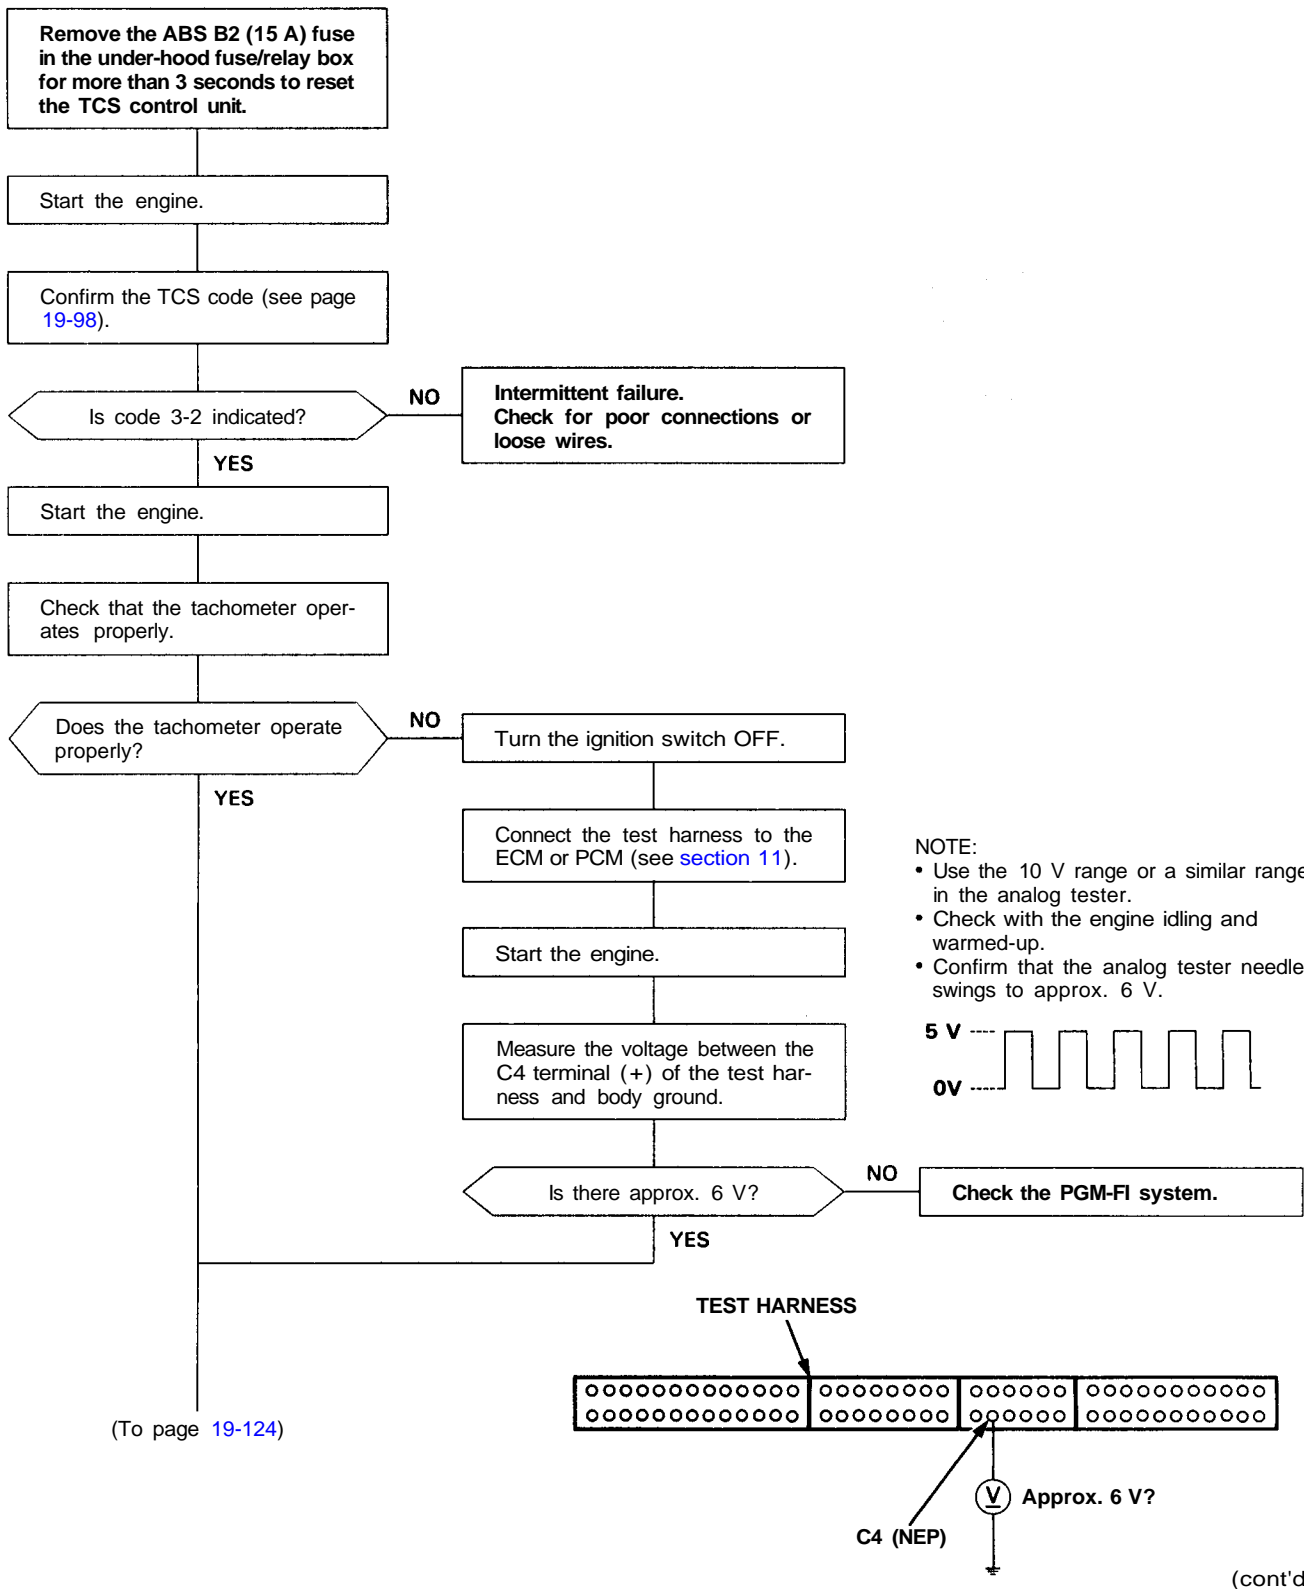 Remove the ABS B2 (15 A) fuse
in the under-hood fuse/relay box
for more than 3 seconds to reset
the TCS control unit.
Start the engine.
Confirm the TCS code (see page
19-98).
Is code 3-2 indicated?
NO
Intermittent failure.
Check for poor connections or
loose wires.
YES
Start the engine.
Check that the tachometer oper-
ates properly.
Does the tachometer operate
properly?
NO
Turn the ignition switch OFF.
YES
Connect the test harness to the
ECM or PCM (see section 11).
Start the engine.
Measure the voltage between the
C4 terminal (+) of the test har-
ness and body ground.
NOTE:
• Use the 10 V range or a similar range
in the analog tester.
• Check with the engine idling and
warmed-up.
• Confirm that the analog tester needle
swings to approx. 6 V.
5 V
0V
Is there approx. 6 V?
NO
Check the PGM-FI system.
YES
(To page 19-124)
TEST HARNESS
V
Approx. 6 V?
C4 (NEP)
(cont'd